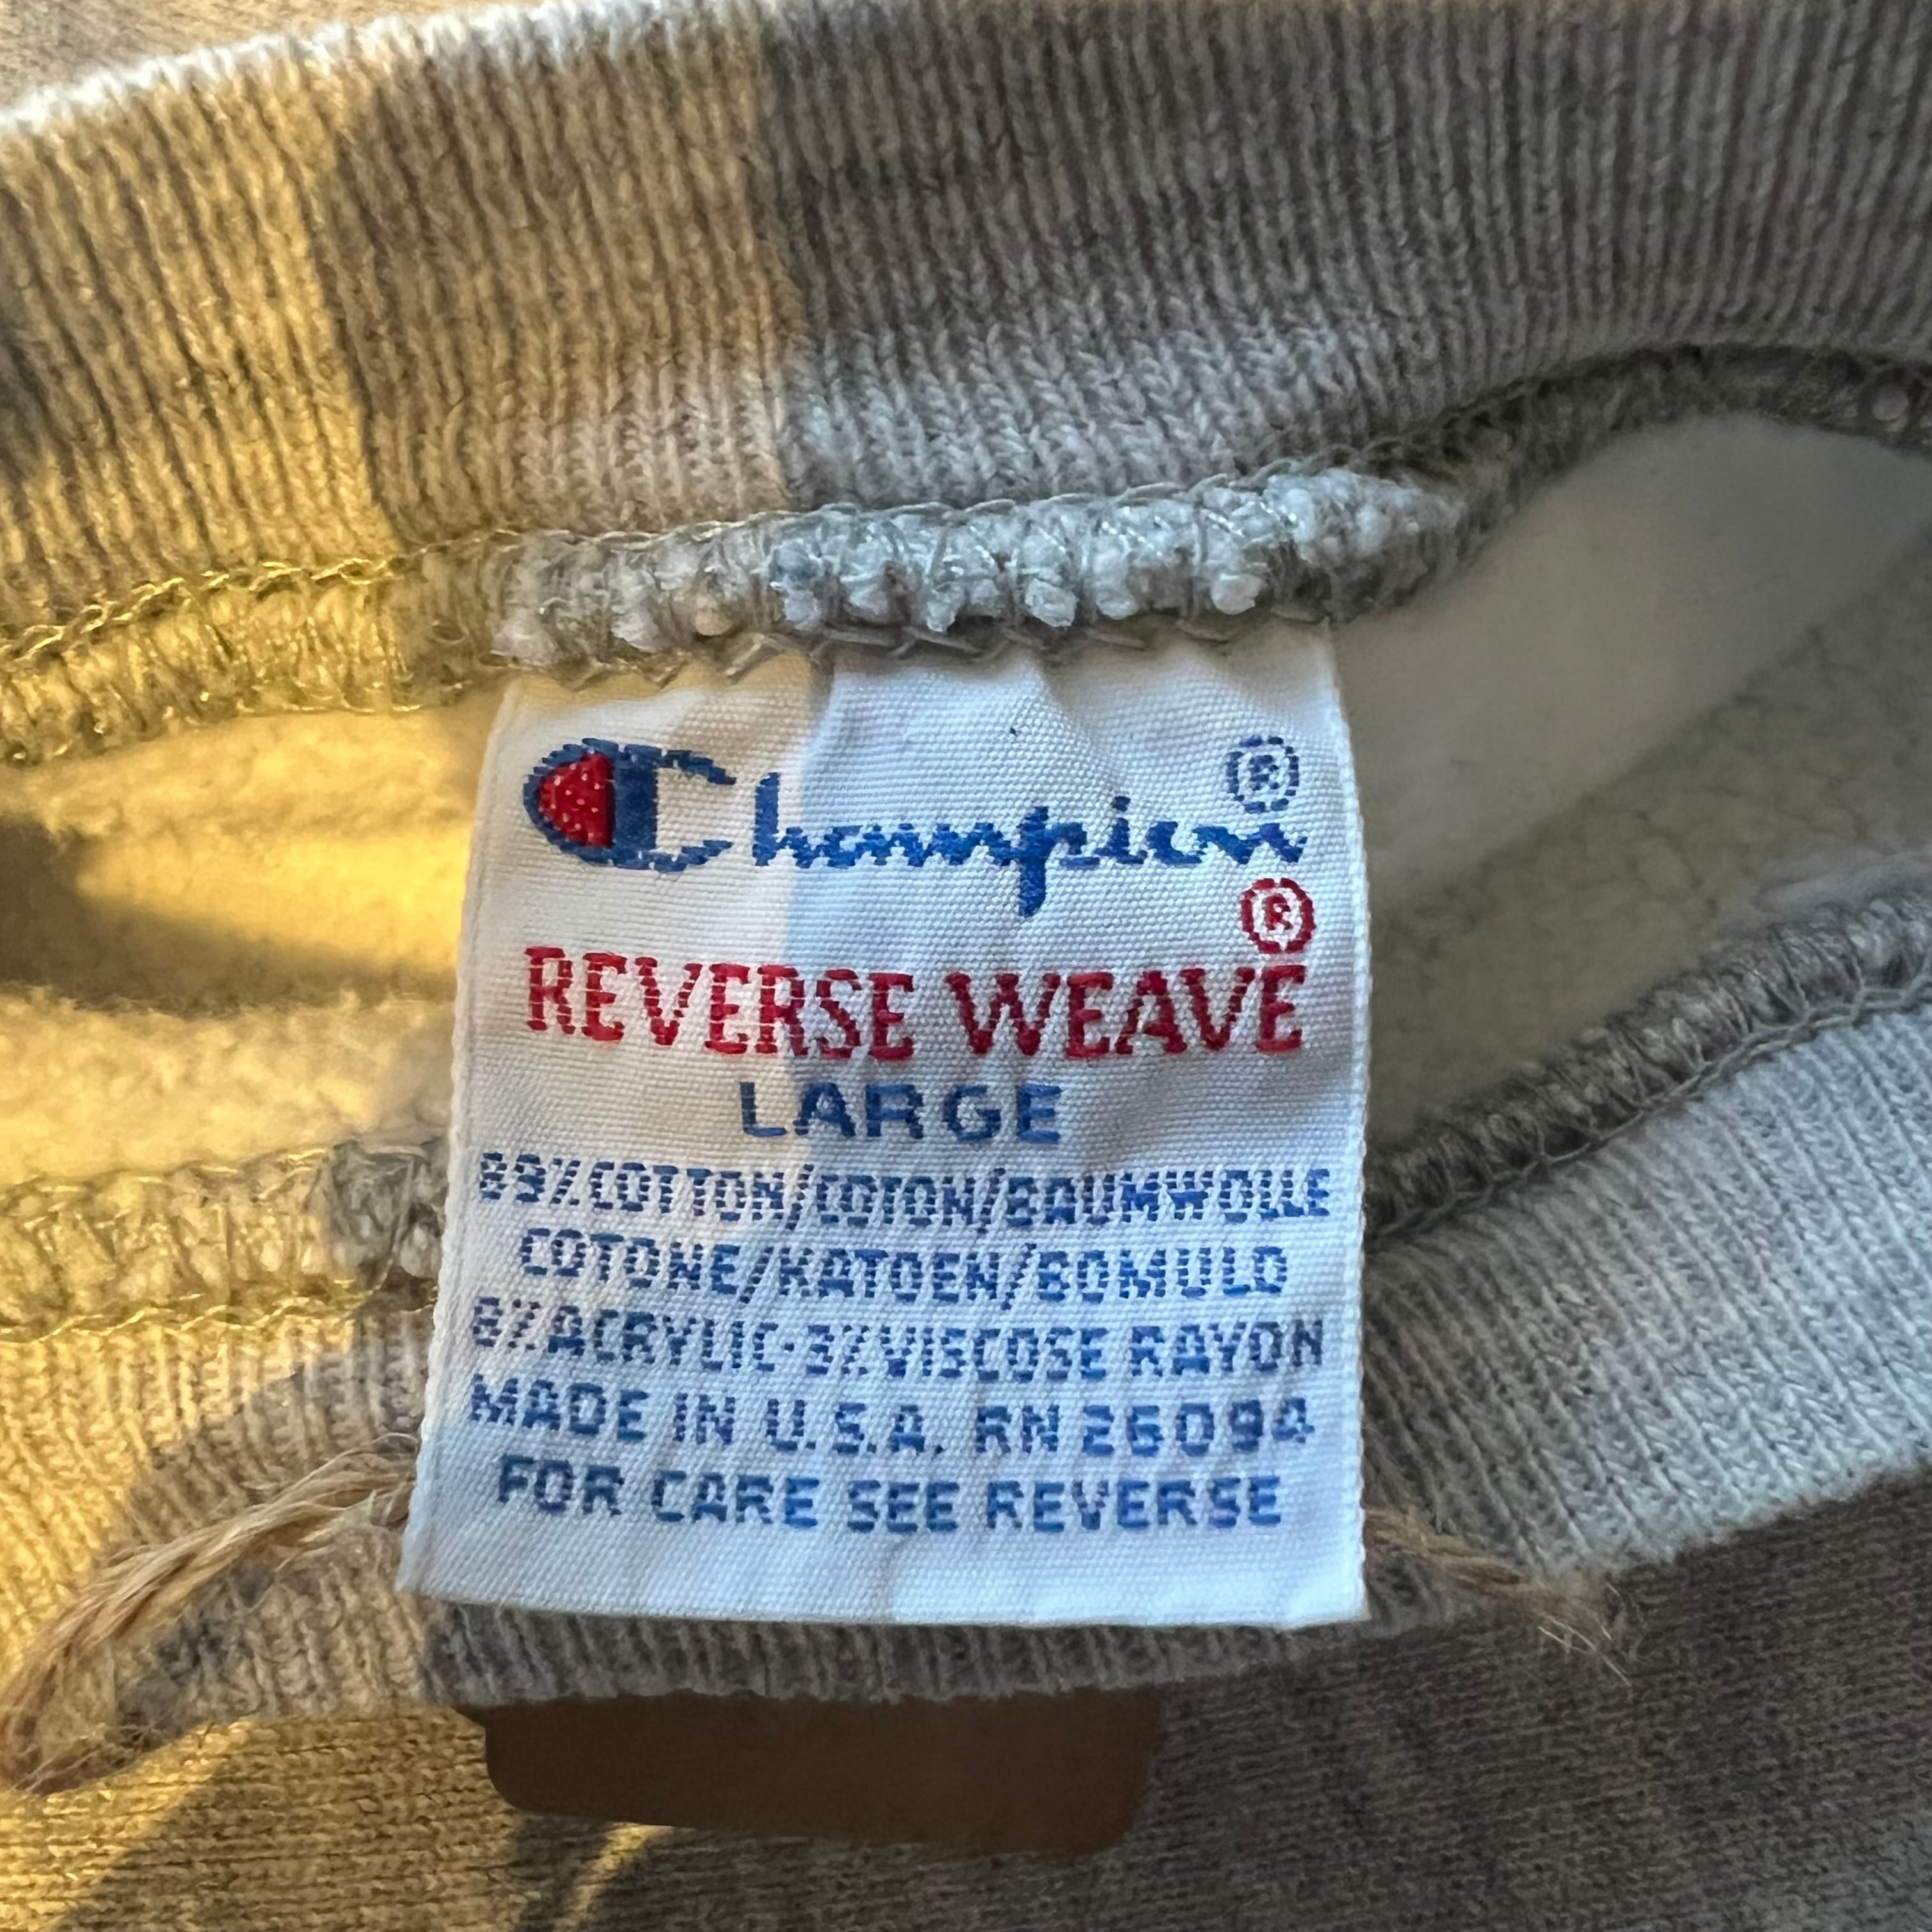 Champion®
®
REVERSE WEAVE
LARGE
89% COTTON/COTON/BAUMWOLLE
COTONE/KATOEN/BOMULD
8% ACRYLIC-3% VISCOSE RAYON
MADE IN U.S.A. RN 26094
FOR CARE SEE REVERSE